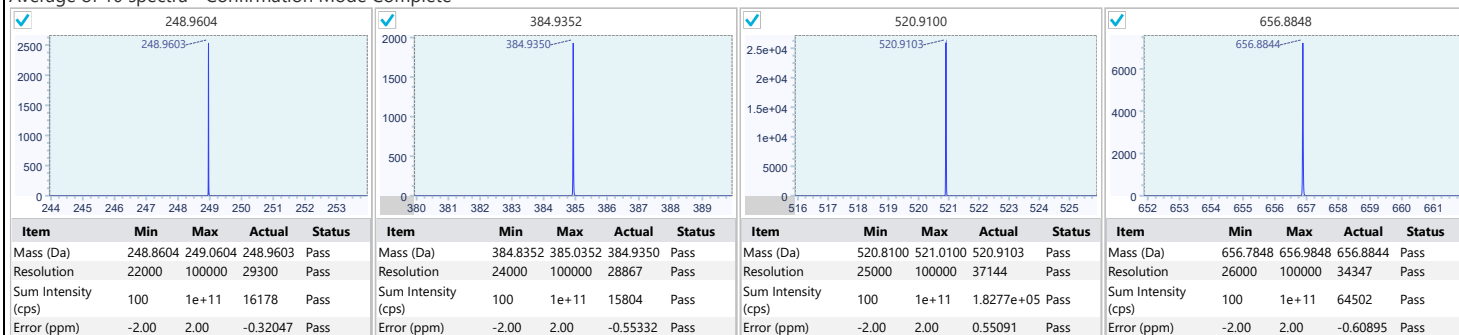 Average of 10 spectra - Confirmation Mode Complete
248.9604
248.9603
2500
2000
1500
1000
500
0
244 245 246 247 248 249 250 251 252 253
Item Min Max Actual Status
Mass (Da) 248.8604 249.0604 248.9603 Pass
Resolution 22000 100000 29300 Pass
Sum Intensity (cps) 100 1e+11 16178 Pass
Error (ppm) -2.00 2.00 -0.32047 Pass
384.9352
384.9350
2000
1500
1000
500
0
380 381 382 383 384 385 386 387 388 389
Item Min Max Actual Status
Mass (Da) 384.8352 385.0352 384.9350 Pass
Resolution 24000 100000 28867 Pass
Sum Intensity (cps) 100 1e+11 15804 Pass
Error (ppm) -2.00 2.00 -0.55332 Pass
520.9100
520.9103
2.5e+04
2e+04
1.5e+04
1e+04
5000
0
516 517 518 519 520 521 522 523 524 525
Item Min Max Actual Status
Mass (Da) 520.8100 521.0100 520.9103 Pass
Resolution 25000 100000 37144 Pass
Sum Intensity (cps) 100 1e+11 1.8277e+05 Pass
Error (ppm) -2.00 2.00 0.55091 Pass
656.8848
656.8844
6000
4000
2000
0
652 653 654 655 656 657 658 659 660 661
Item Min Max Actual Status
Mass (Da) 656.7848 656.9848 656.8844 Pass
Resolution 26000 100000 34347 Pass
Sum Intensity (cps) 100 1e+11 64502 Pass
Error (ppm) -2.00 2.00 -0.60895 Pass